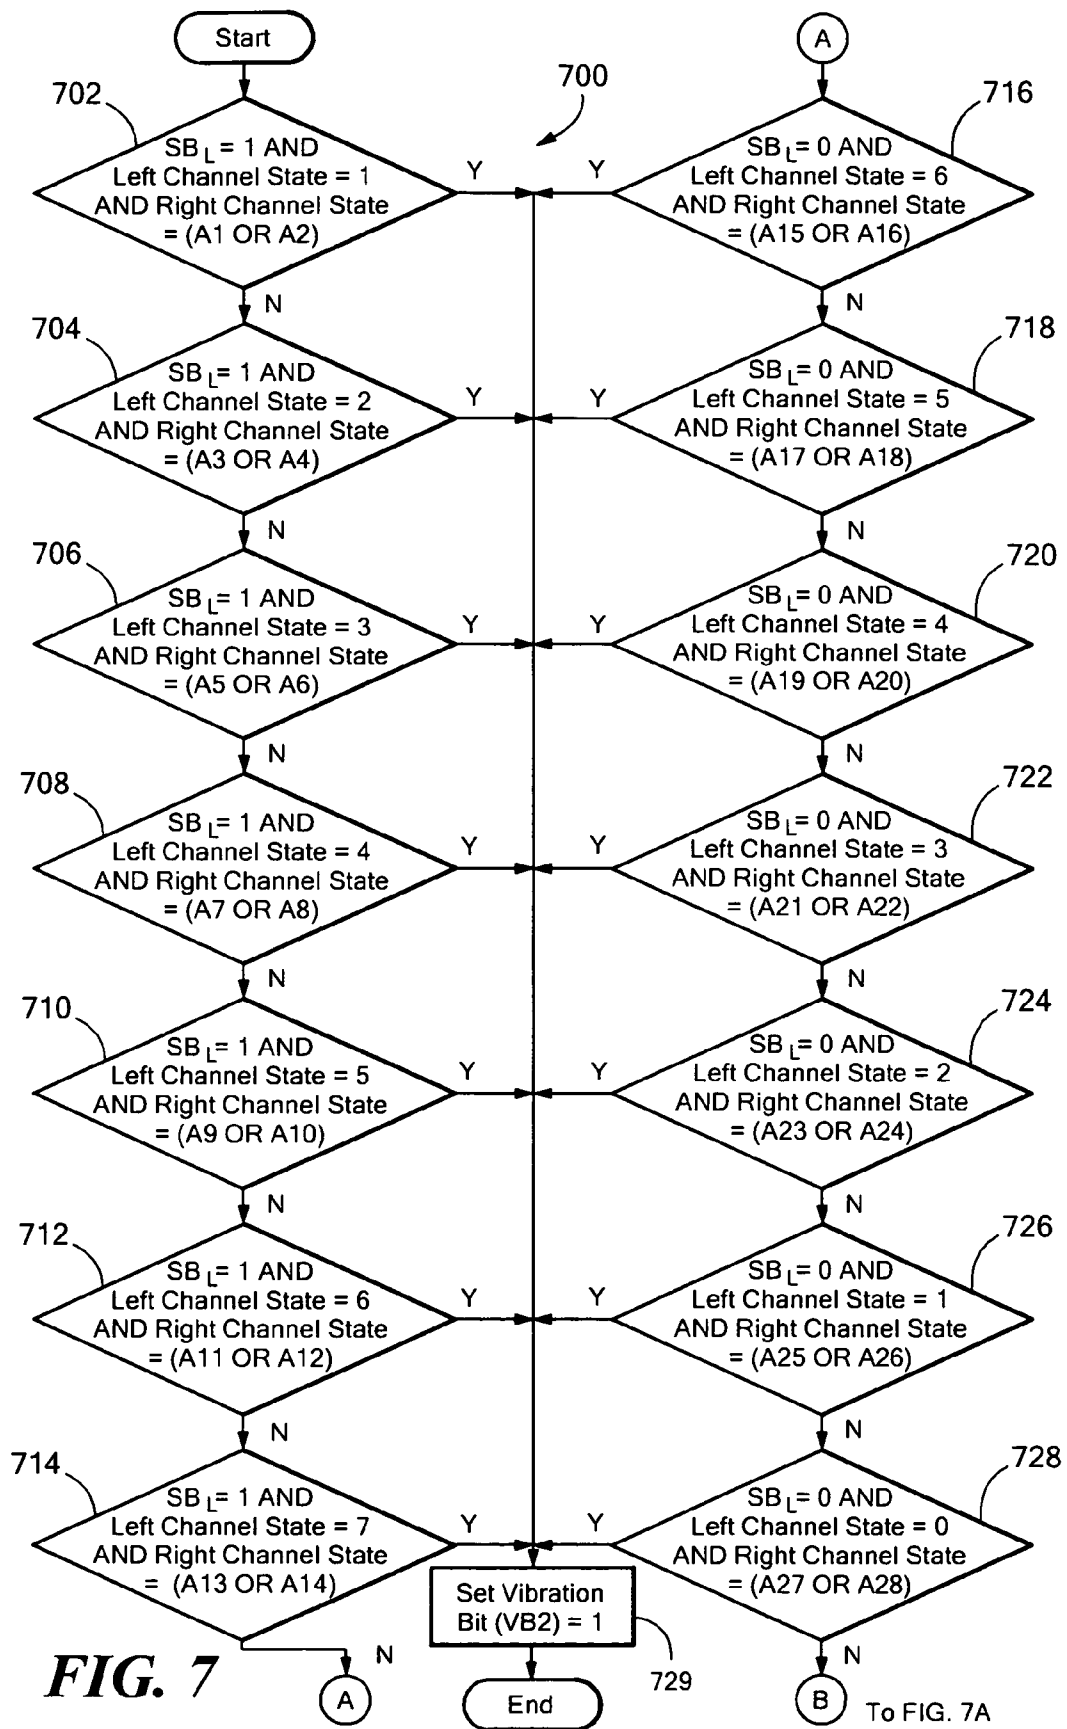 Start
702
SB L = 1 AND
Left Channel State = 1
AND Right Channel State
= (A1 OR A2)
Y
N
704
SB L = 1 AND
Left Channel State = 2
AND Right Channel State
= (A3 OR A4)
Y
N
706
SB L = 1 AND
Left Channel State = 3
AND Right Channel State
= (A5 OR A6)
Y
N
708
SB L = 1 AND
Left Channel State = 4
AND Right Channel State
= (A7 OR A8)
Y
N
710
SB L = 1 AND
Left Channel State = 5
AND Right Channel State
= (A9 OR A10)
Y
N
712
SB L = 1 AND
Left Channel State = 6
AND Right Channel State
= (A11 OR A12)
Y
N
714
SB L = 1 AND
Left Channel State = 7
AND Right Channel State
= (A13 OR A14)
Y
N
A
700
A
716
SB L = 0 AND
Left Channel State = 6
AND Right Channel State
= (A15 OR A16)
Y
N
718
SB L = 0 AND
Left Channel State = 5
AND Right Channel State
= (A17 OR A18)
Y
N
720
SB L = 0 AND
Left Channel State = 4
AND Right Channel State
= (A19 OR A20)
Y
N
722
SB L = 0 AND
Left Channel State = 3
AND Right Channel State
= (A21 OR A22)
Y
N
724
SB L = 0 AND
Left Channel State = 2
AND Right Channel State
= (A23 OR A24)
Y
N
726
SB L = 0 AND
Left Channel State = 1
AND Right Channel State
= (A25 OR A26)
Y
N
728
SB L = 0 AND
Left Channel State = 0
AND Right Channel State
= (A27 OR A28)
Y
N
B
To FIG. 7A
Set Vibration
Bit (VB2) = 1
729
End
FIG. 7